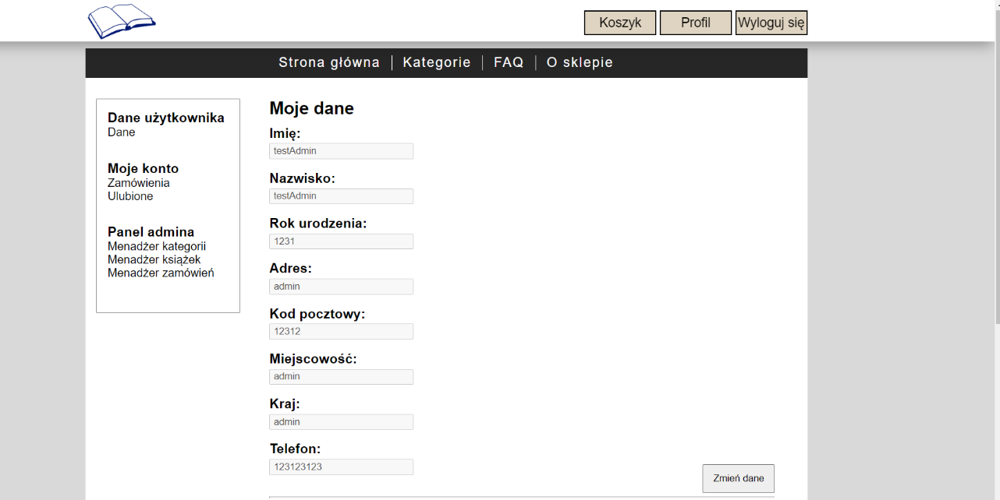 Koszyk
Profil
Wyloguj się
Strona główna
Kategorie
FAQ
O sklepie
Dane użytkownika
Dane
Moje konto
Zamówienia
Ulubione
Panel admina
Menadżer kategorii
Menadżer książek
Menadżer zamówień
Moje dane
Imię:
testAdmin
Nazwisko:
testAdmin
Rok urodzenia:
1231
Adres:
admin
Kod pocztowy:
12312
Miejscowość:
admin
Kraj:
admin
Telefon:
123123123
Zmień dane